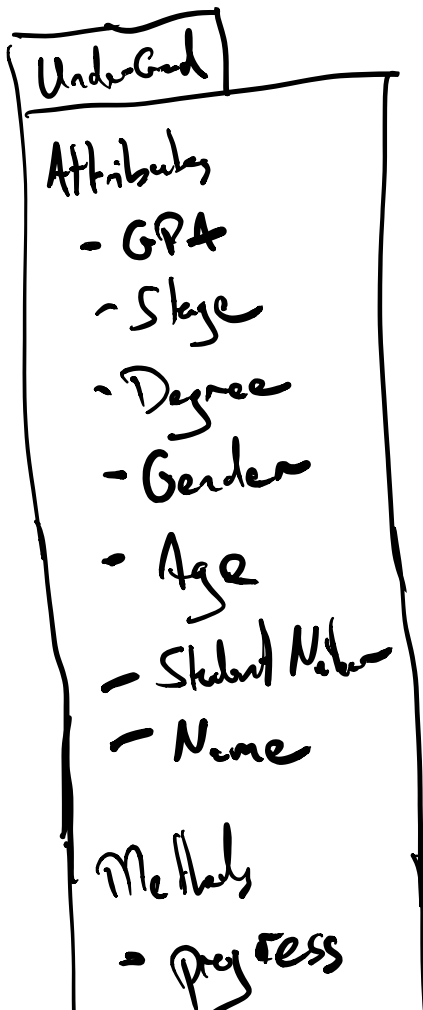 UnderGrad
Attributes
- GPA
- Stage
- Degree
- Gender
- Age
- Student Number
- Name
Methods
- progress